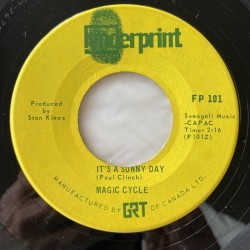 fingerprint
Produced
by
Stan Klees
FP 101
Svengali Music
-CAPAC
Time: 2:16
(F101Z)
IT'S A SUNNY DAY
(Paul Clinch)
MAGIC CYCLE
MANUFACTURED BY GRT OF CANADA LTD.